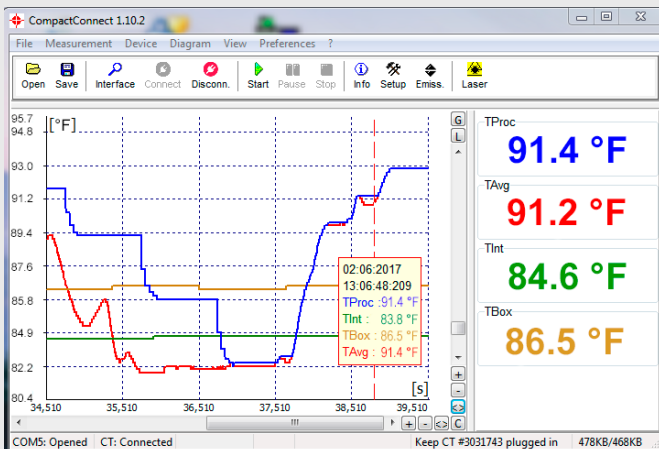 CompactConnect 1.10.2
File Measurement Device Diagram View Preferences ?
Open Save Interface Connect Disconn. Start Pause Stop Info Setup Emiss. Laser
95.7
[°F]
94.8
93.0
91.2
89.4
87.6
85.8
84.9
82.2
80.4
[s]
34,510 35,510 36,510 37,510 38,510 39,510
02:06:2017
13:06:48:209
TProc :91.4 °F
TInt : 83.8 °F
TBox : 86.5 °F
TAvg : 91.4 °F
G
L
+
-
<>
+ - <> C
TProc
91.4 °F
TAvg
91.2 °F
TInt
84.6 °F
TBox
86.5 °F
COM5: Opened CT: Connected Keep CT #3031743 plugged in 478KB/468KB